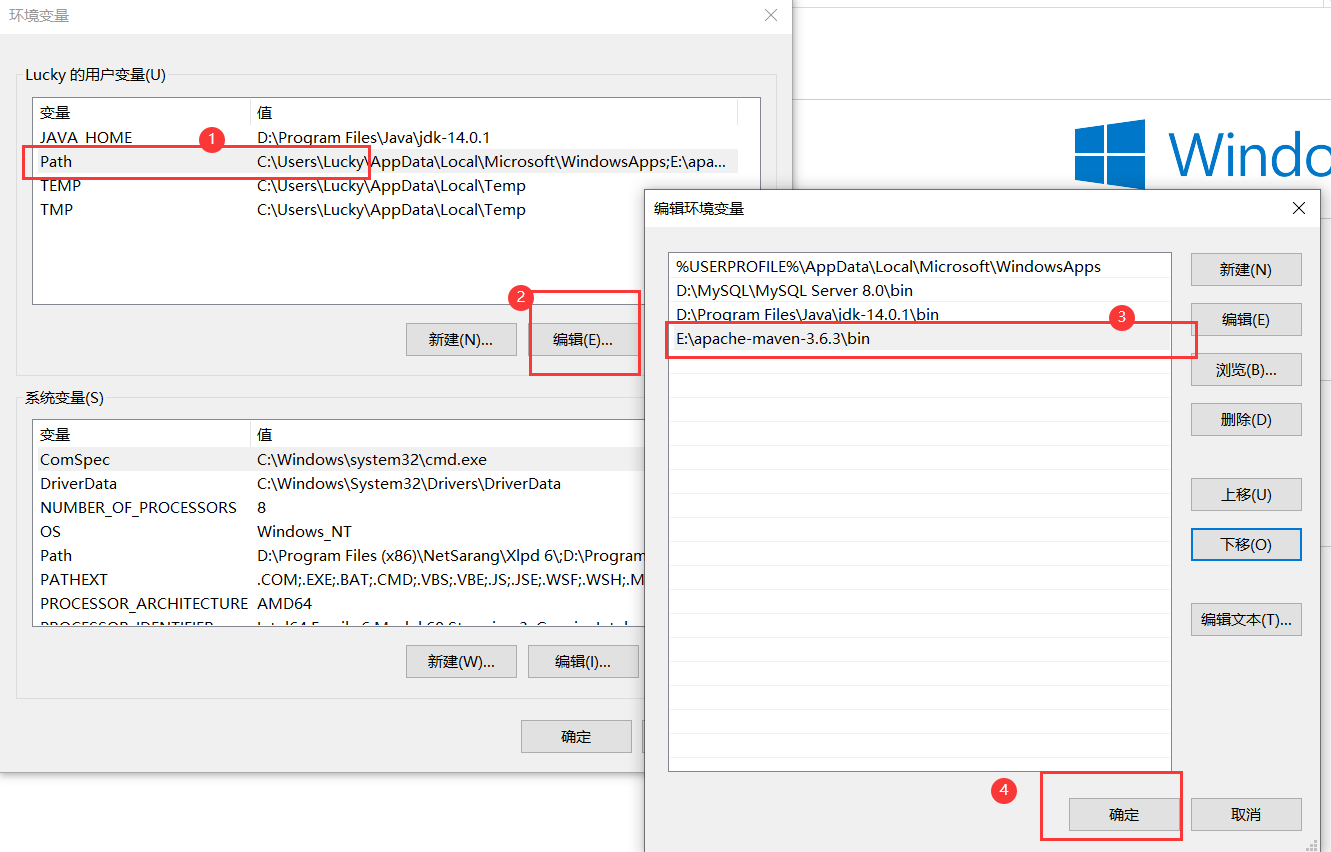 环境变量
Lucky 的用户变量(U)
变量 值
JAVA_HOME D:\Program Files\Java\jdk-14.0.1
1
Path C:\Users\Lucky\AppData\Local\Microsoft\WindowsApps;E:\apa...
TEMP C:\Users\Lucky\AppData\Local\Temp
TMP C:\Users\Lucky\AppData\Local\Temp
2
新建(N)... 编辑(E)...
系统变量(S)
变量 值
ComSpec C:\Windows\system32\cmd.exe
DriverData C:\Windows\System32\Drivers\DriverData
NUMBER_OF_PROCESSORS 8
OS Windows_NT
Path D:\Program Files (x86)\NetSarang\Xlpd 6\;D:\Program
PATHEXT .COM;.EXE;.BAT;.CMD;.VBS;.VBE;.JS;.JSE;.WSF;.WSH;.M
PROCESSOR_ARCHITECTURE AMD64
新建(W)... 编辑(I)...
确定
Windo
编辑环境变量
%USERPROFILE%\AppData\Local\Microsoft\WindowsApps
D:\MySQL\MySQL Server 8.0\bin
D:\Program Files\Java\jdk-14.0.1\bin
3
E:\apache-maven-3.6.3\bin
新建(N)
编辑(E)
浏览(B)...
删除(D)
上移(U)
下移(O)
编辑文本(T)...
4
确定 取消